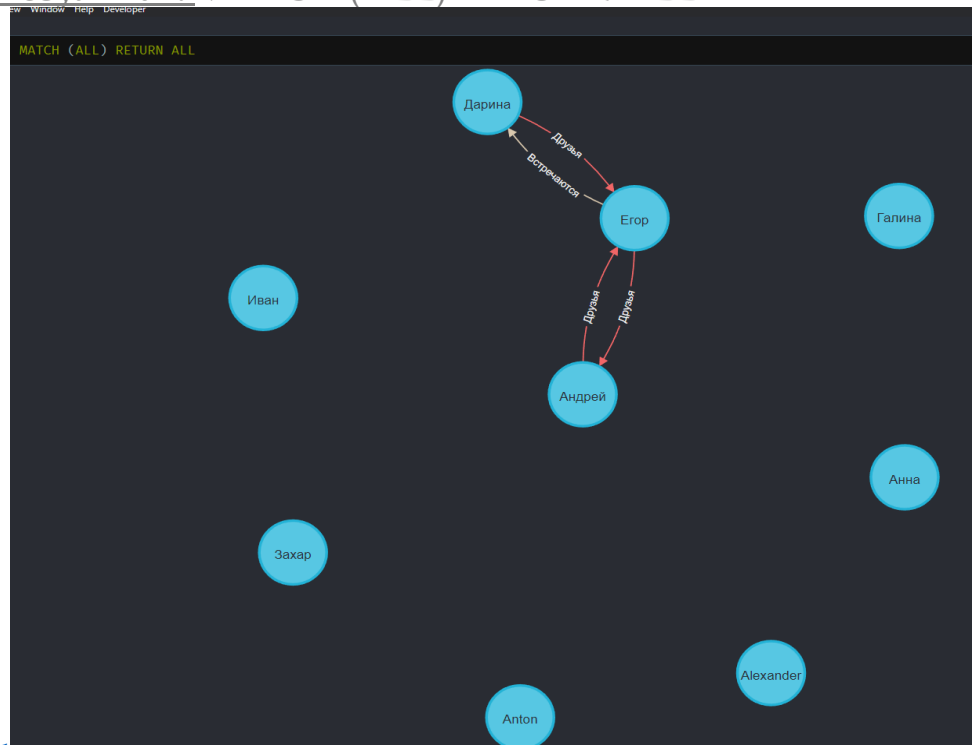 ew Window Help Developer
MATCH (ALL) RETURN ALL
Дарина
Друзья
Встречаются
Егор
Галина
Иван
Друзья
Друзья
Андрей
Анна
Захар
Alexander
Anton